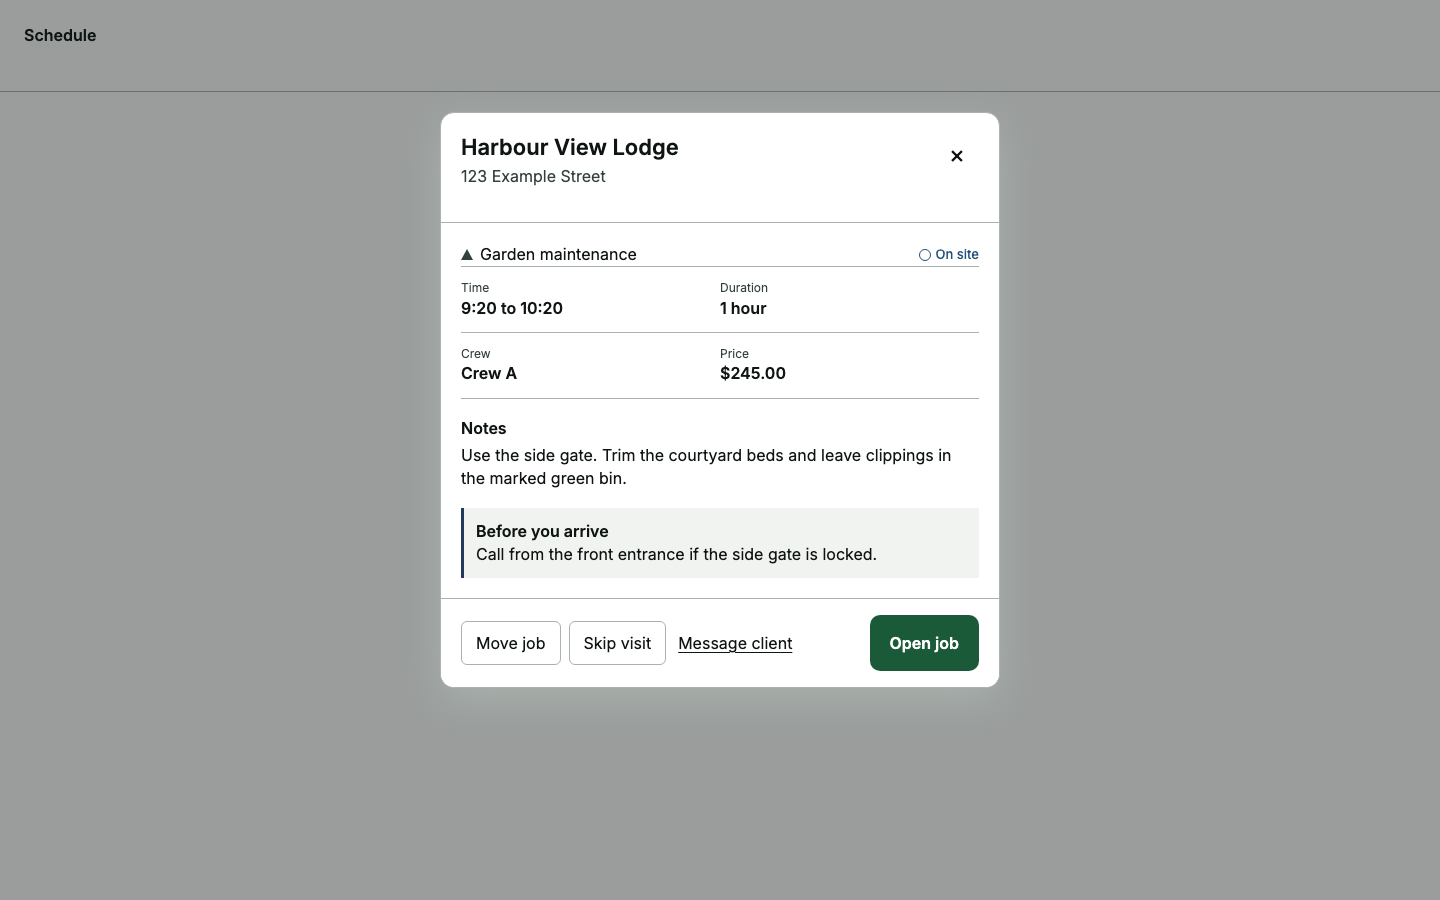 Schedule
Harbour View Lodge
123 Example Street
Garden maintenance
On site
Time
Duration
9:20 to 10:20
1 hour
Crew
Price
Crew A
$245.00
Notes
Use the side gate. Trim the courtyard beds and leave clippings in
the marked green bin.
Before you arrive
Call from the front entrance if the side gate is locked.
Move job
Skip visit
Message client
Open job